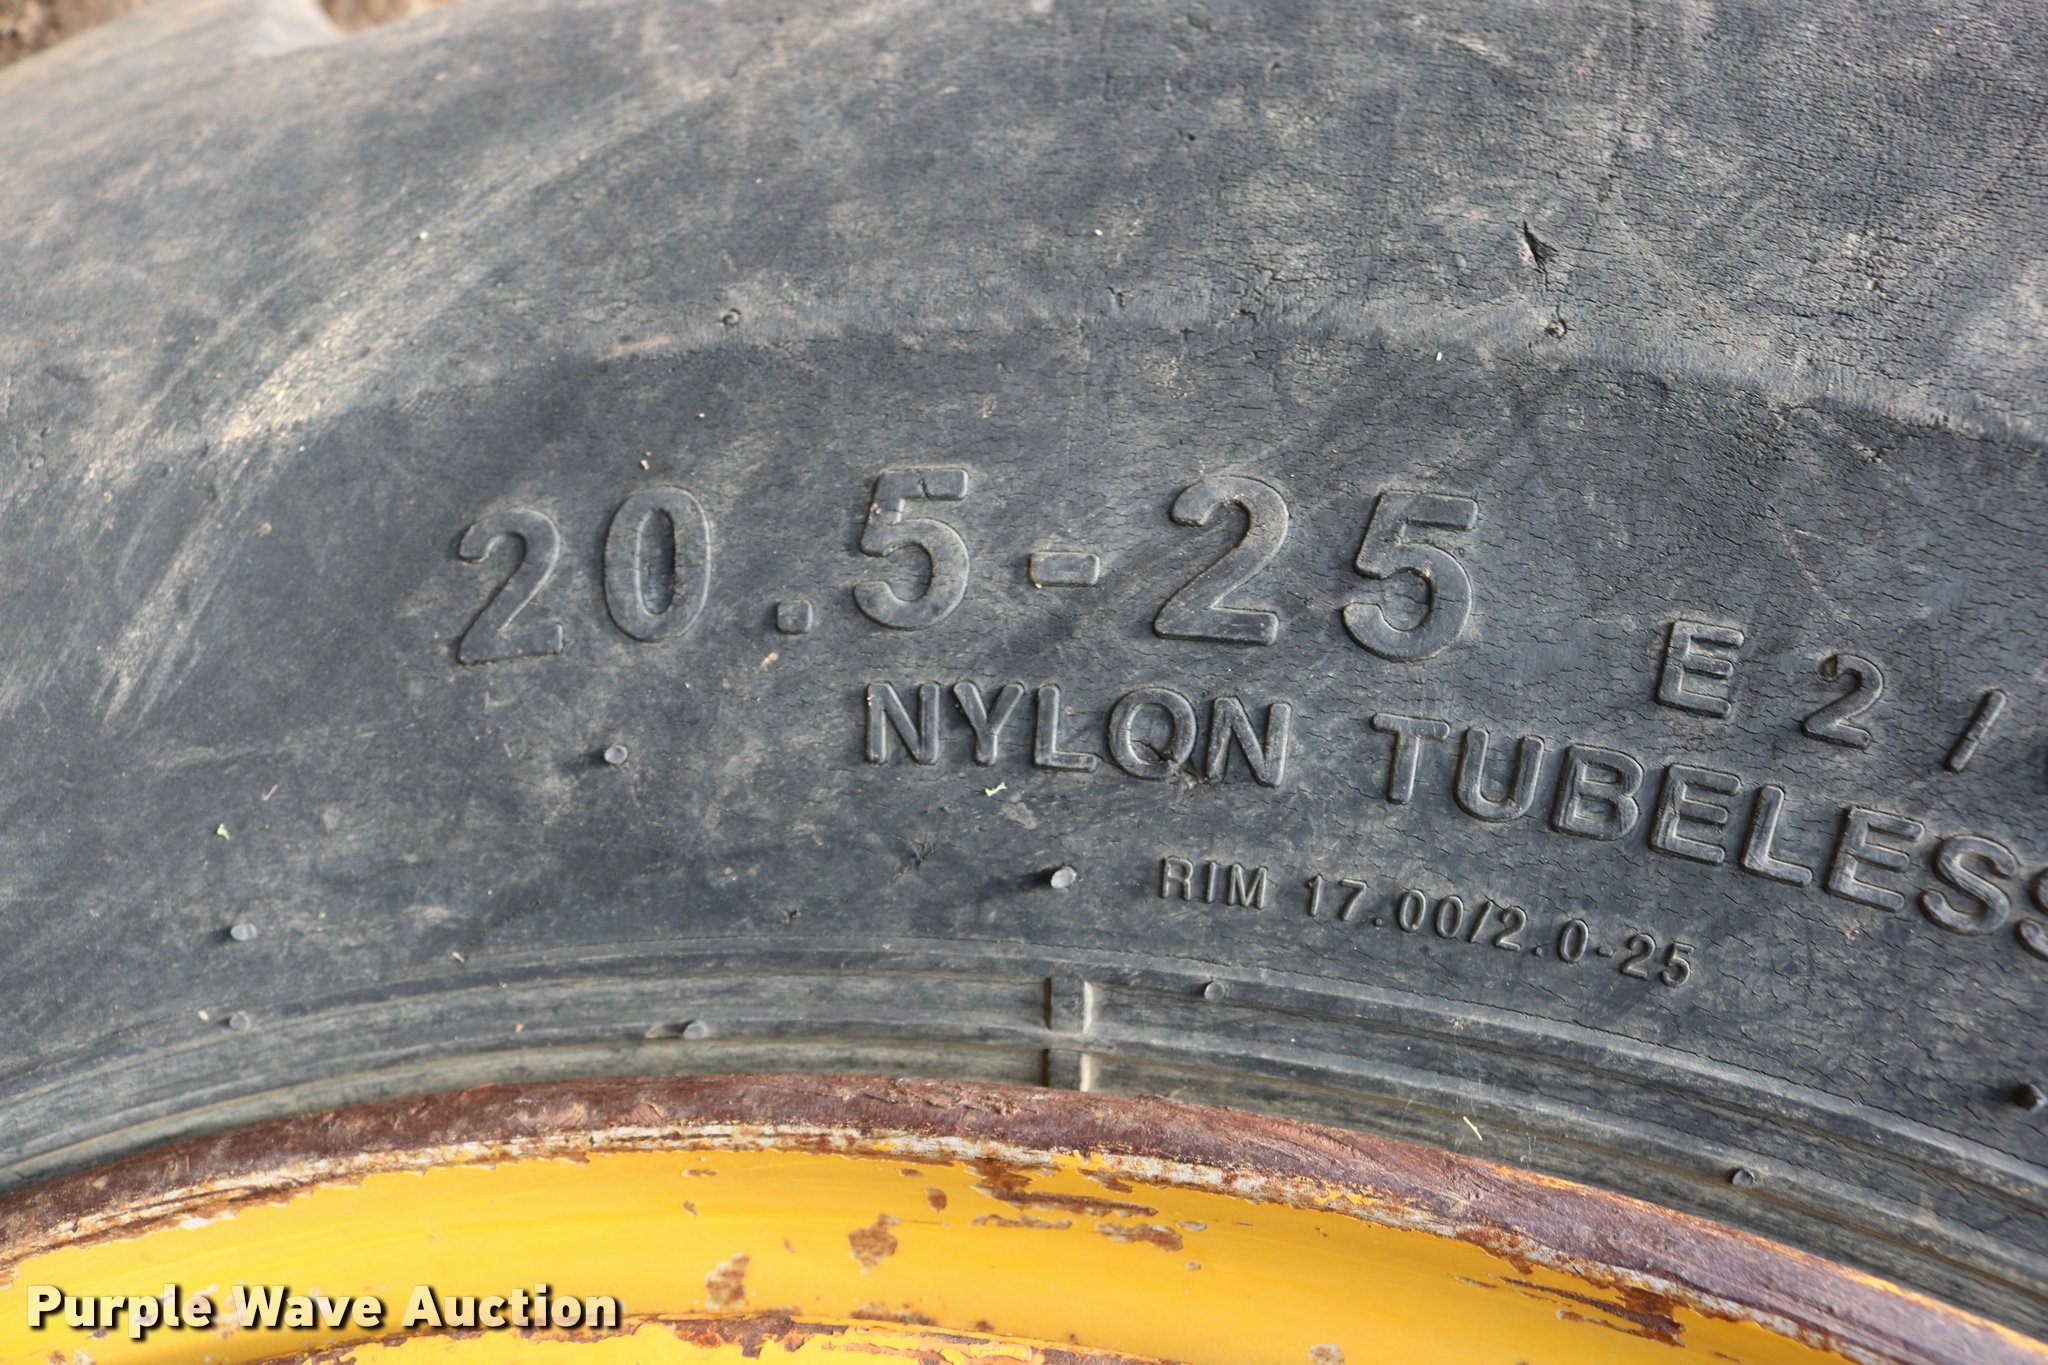 20.5-25
E2/
NYLON TUBELESS
RIM 17.00/2.0-25
Purple Wave Auction